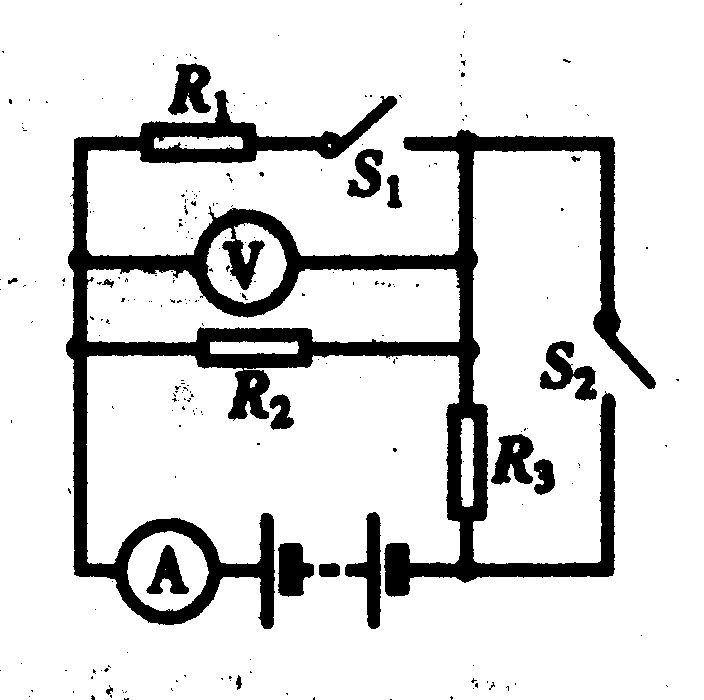 R₁
S₁
V
R₂
S₂
R₃
A